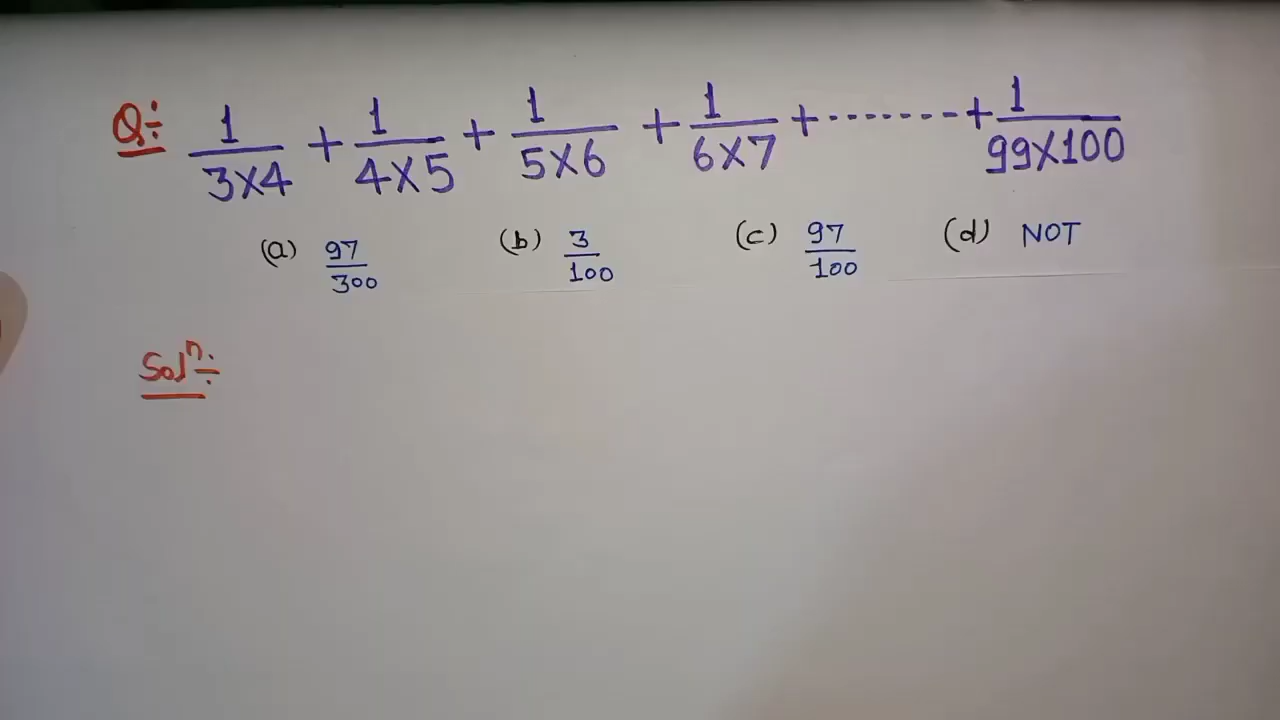 Q÷ 1/3X4 + 1/4X5 + 1/5X6 + 1/6X7 + ........ + 1/99X100
(a) 97/300 (b) 3/100 (c) 97/100 (d) NOT
Solⁿ÷